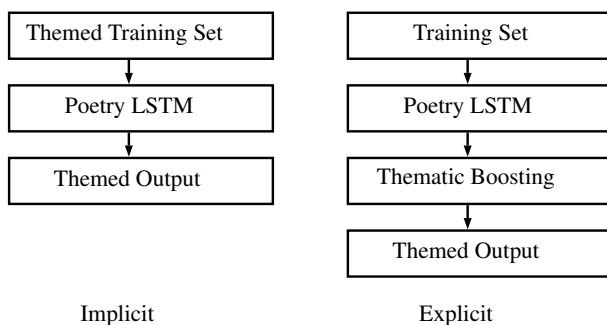 Themed Training Set
Poetry LSTM
Themed Output
Implicit
Training Set
Poetry LSTM
Thematic Boosting
Themed Output
Explicit